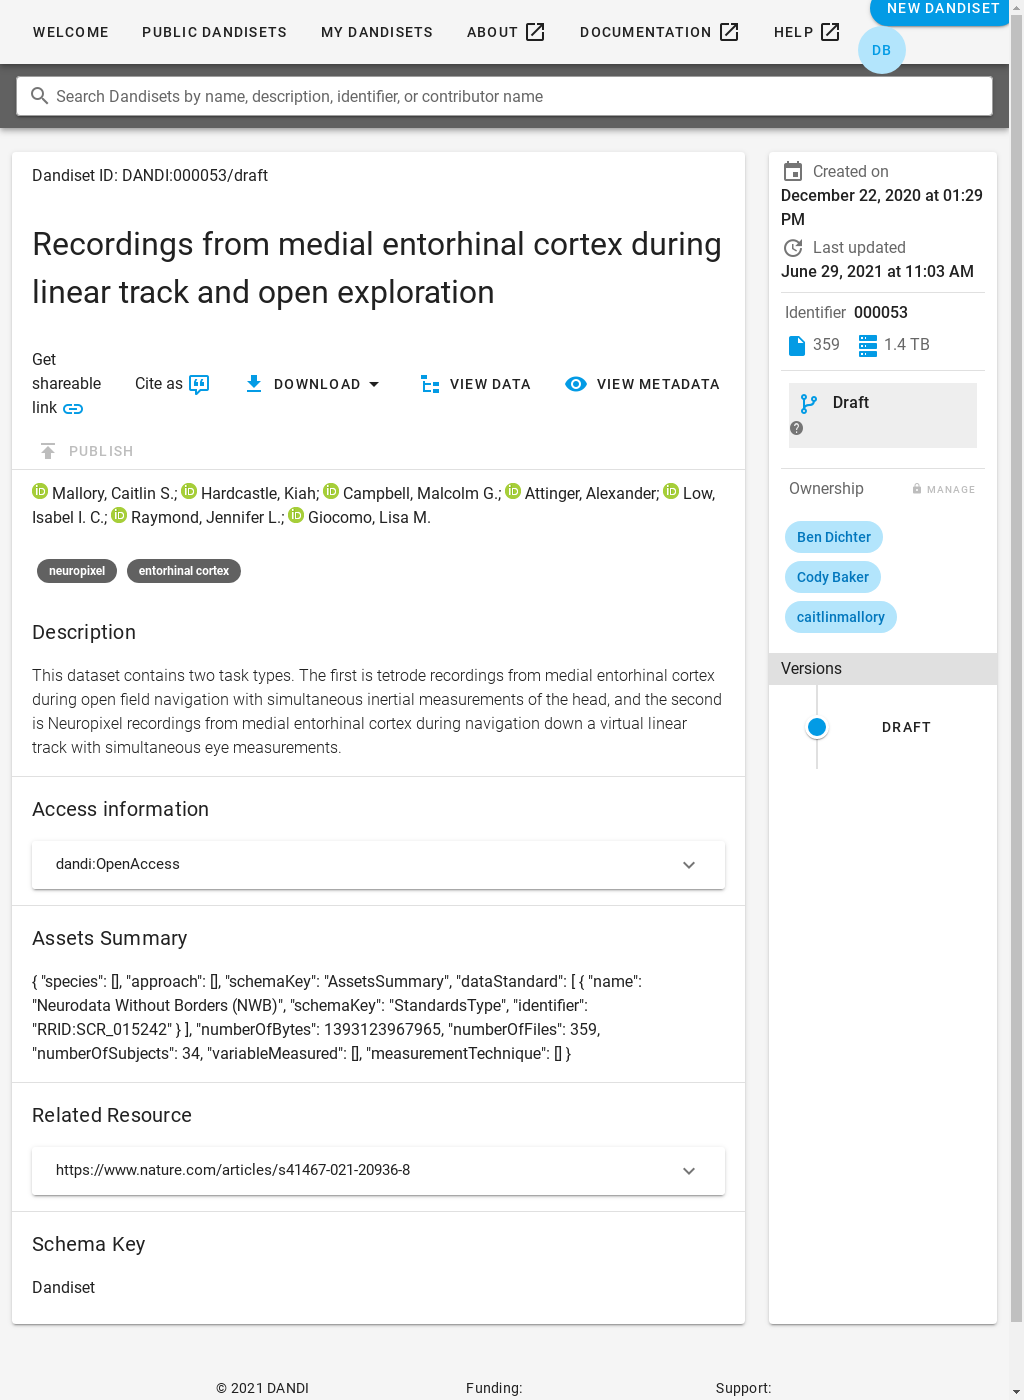 WELCOME PUBLIC DANDISETS MY DANDISETS ABOUT DOCUMENTATION HELP NEW DANDISET
DB
Search Dandisets by name, description, identifier, or contributor name
Dandiset ID: DANDI:000053/draft
Recordings from medial entorhinal cortex during
linear track and open exploration
Get
shareable
link
Cite as DOWNLOAD VIEW DATA VIEW METADATA
PUBLISH
Mallory, Caitlin S.; Hardcastle, Kiah; Campbell, Malcolm G.; Attinger, Alexander; Low,
Isabel I. C.; Raymond, Jennifer L.; Giocomo, Lisa M.
neuropixel entorhinal cortex
Description
This dataset contains two task types. The first is tetrode recordings from medial entorhinal cortex
during open field navigation with simultaneous inertial measurements of the head, and the second
is Neuropixel recordings from medial entorhinal cortex during navigation down a virtual linear
track with simultaneous eye measurements.
Access information
dandi:OpenAccess
Assets Summary
{ "species": [], "approach": [], "schemaKey": "AssetsSummary", "dataStandard": [ { "name":
"Neurodata Without Borders (NWB)", "schemaKey": "StandardsType", "identifier":
"RRID:SCR_015242" } ], "numberOfBytes": 1393123967965, "numberOfFiles": 359,
"numberOfSubjects": 34, "variableMeasured": [], "measurementTechnique": [] }
Related Resource
https://www.nature.com/articles/s41467-021-20936-8
Schema Key
Dandiset
Created on
December 22, 2020 at 01:29
PM
Last updated
June 29, 2021 at 11:03 AM
Identifier 000053
359 1.4 TB
Draft
Ownership MANAGE
Ben Dichter
Cody Baker
caitlinmallory
Versions
DRAFT
© 2021 DANDI Funding: Support: